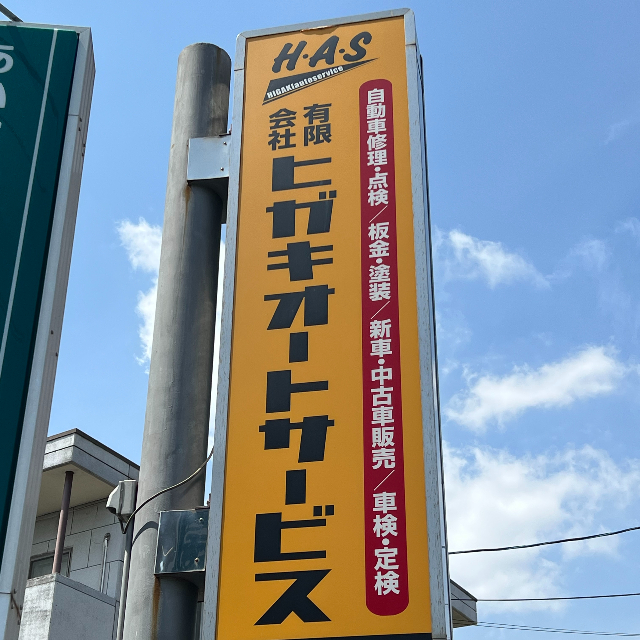 H・A・S
HIGAKIautoservice
有限会社
ヒガキオートサービス
自動車修理・点検／板金・塗装／新車・中古車販売／車検・定検